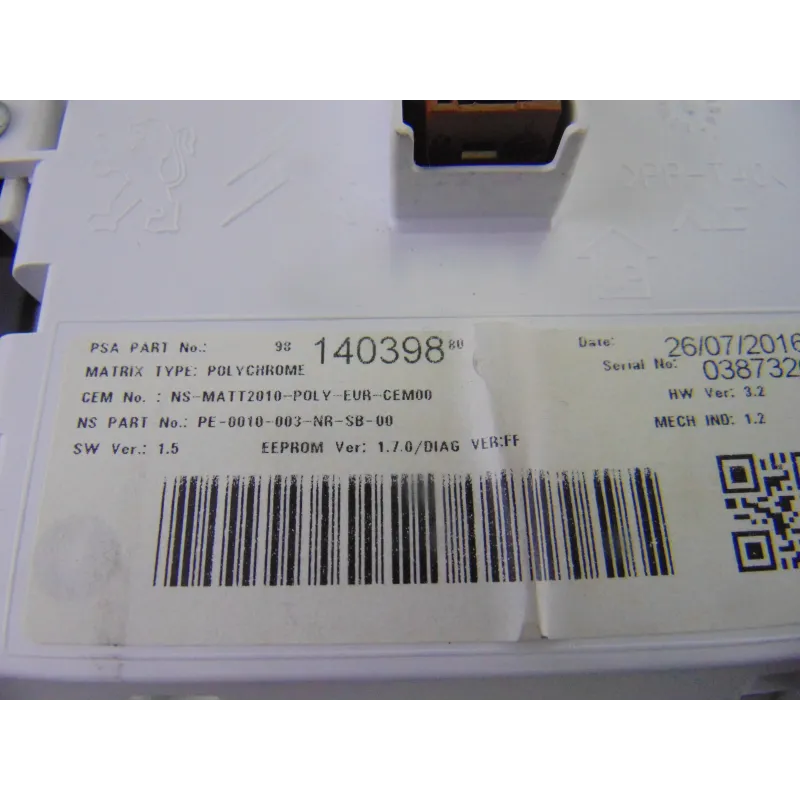 PSA PART No.: 98 140398 80
MATRIX TYPE: POLYCHROME
CEM No. : NS-MATT2010-POLY-EUR-CEM00
NS PART No.: PE-0010-003-NR-SB-00
SW Ver.: 1.5 EEPROM Ver: 1.7.0/DIAG VER:FF
Date: 26/07/2016
Serial No: 0387320
HW Ver: 3.2
MECH IND: 1.2